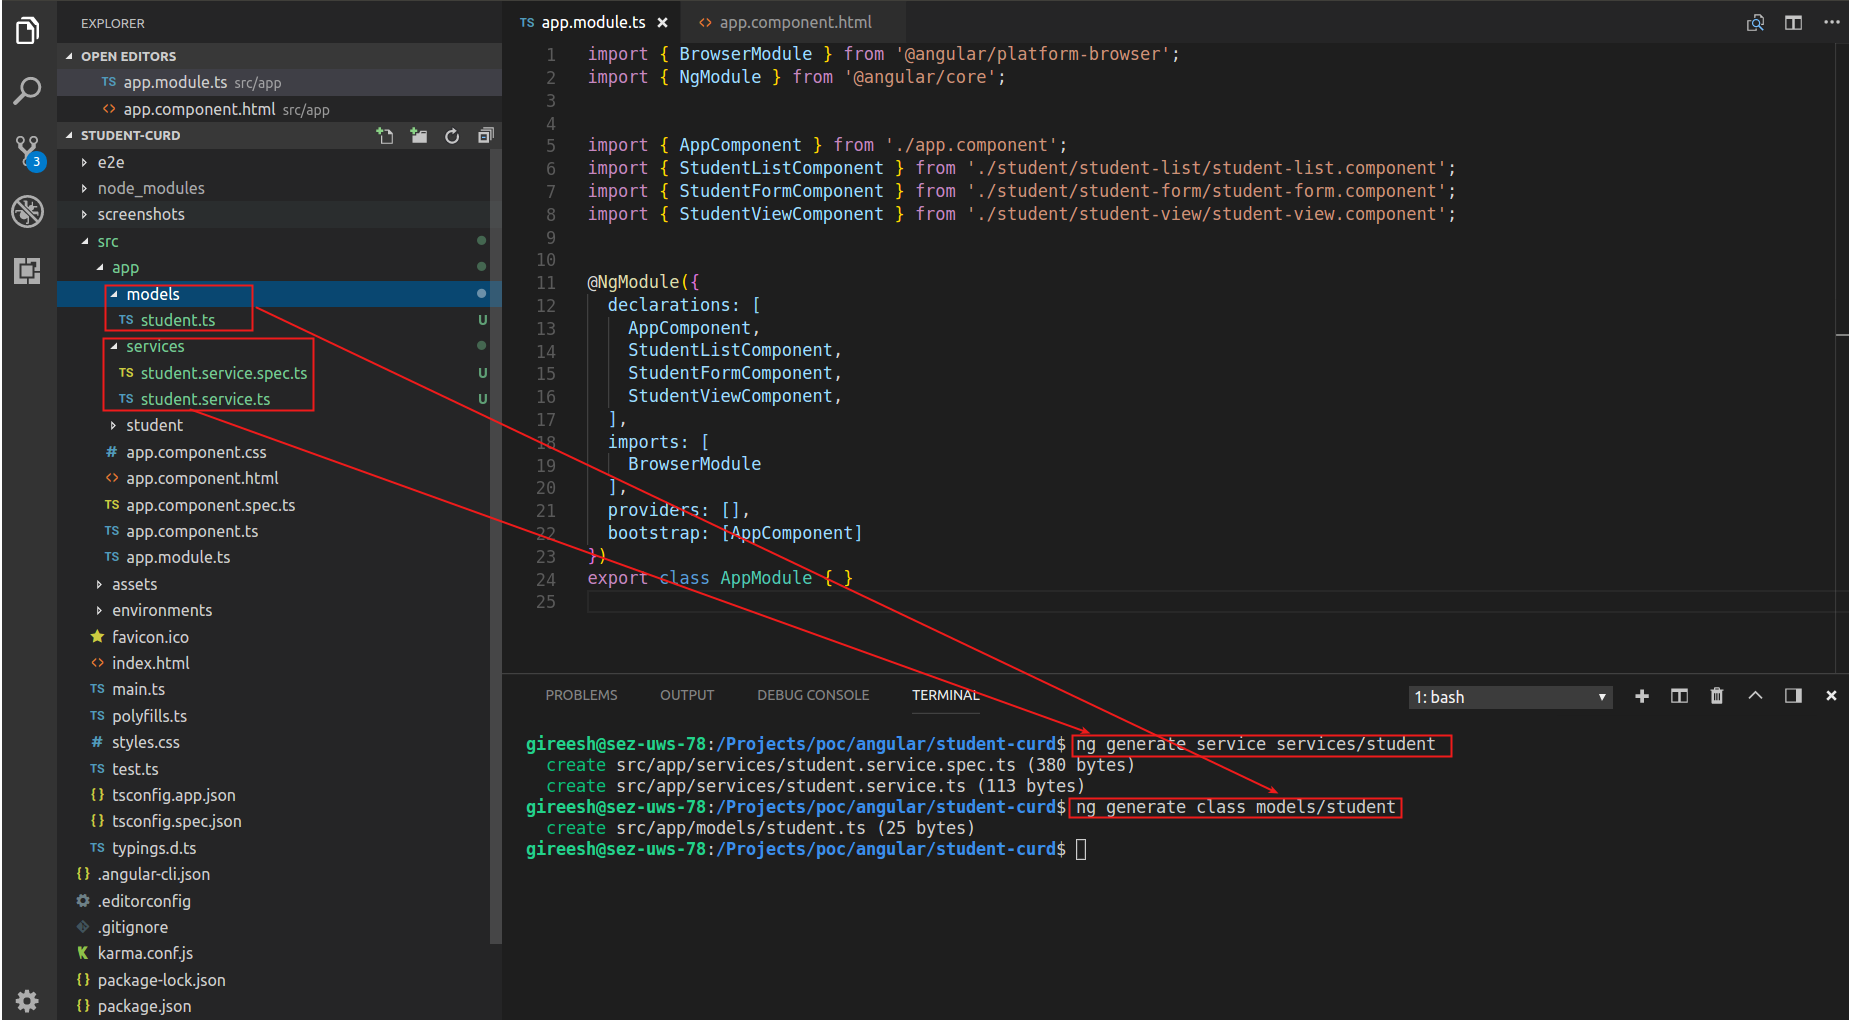 EXPLORER
OPEN EDITORS
TS app.module.ts src/app
<> app.component.html src/app
STUDENT-CURD
3
e2e
node_modules
screenshots
src
app
models
TS student.ts U
services
TS student.service.spec.ts U
TS student.service.ts U
student
# app.component.css
<> app.component.html
TS app.component.spec.ts
TS app.component.ts
TS app.module.ts
assets
environments
favicon.ico
<> index.html
TS main.ts
TS polyfills.ts
# styles.css
TS test.ts
{} tsconfig.app.json
{} tsconfig.spec.json
TS typings.d.ts
{} .angular-cli.json
.editorconfig
.gitignore
K karma.conf.js
{} package-lock.json
{} package.json
TS app.module.ts × <> app.component.html
1 import { BrowserModule } from '@angular/platform-browser';
2 import { NgModule } from '@angular/core';
3
4
5 import { AppComponent } from './app.component';
6 import { StudentListComponent } from './student/student-list/student-list.component';
7 import { StudentFormComponent } from './student/student-form/student-form.component';
8 import { StudentViewComponent } from './student/student-view/student-view.component';
9
10
11 @NgModule({
12 declarations: [
13 AppComponent,
14 StudentListComponent,
15 StudentFormComponent,
16 StudentViewComponent,
17 ],
18 imports: [
19 BrowserModule
20 ],
21 providers: [],
22 bootstrap: [AppComponent]
23 })
24 export class AppModule { }
25
PROBLEMS OUTPUT DEBUG CONSOLE TERMINAL 1: bash
gireesh@sez-uws-78:/Projects/poc/angular/student-curd$ ng generate service services/student
create src/app/services/student.service.spec.ts (380 bytes)
create src/app/services/student.service.ts (113 bytes)
gireesh@sez-uws-78:/Projects/poc/angular/student-curd$ ng generate class models/student
create src/app/models/student.ts (25 bytes)
gireesh@sez-uws-78:/Projects/poc/angular/student-curd$